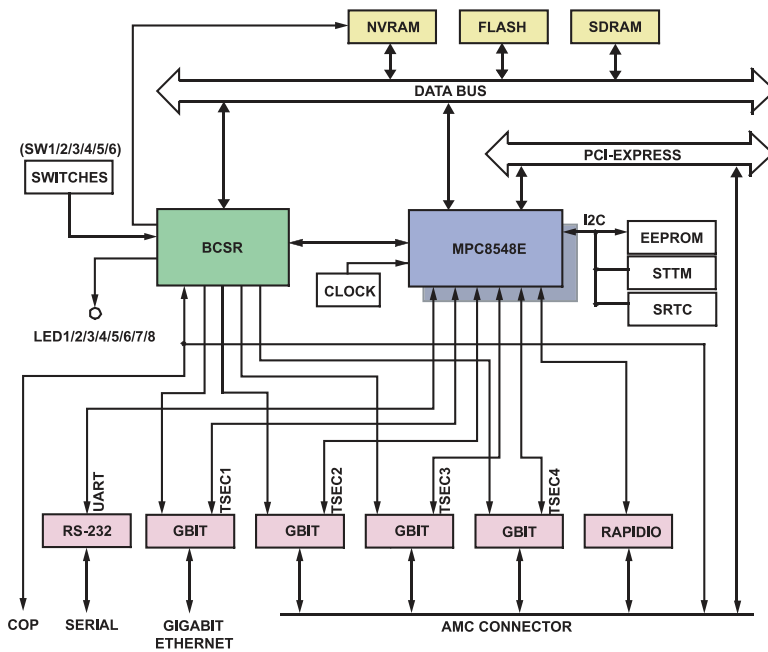 NVRAM
FLASH
SDRAM
DATA BUS
(SW1/2/3/4/5/6)
SWITCHES
PCI-EXPRESS
BCSR
MPC8548E
I2C
EEPROM
STTM
SRTC
CLOCK
LED1/2/3/4/5/6/7/8
UART
TSEC1
TSEC2
TSEC3
TSEC4
RS-232
GBIT
GBIT
GBIT
GBIT
RAPIDIO
COP
SERIAL
GIGABIT
ETHERNET
AMC CONNECTOR